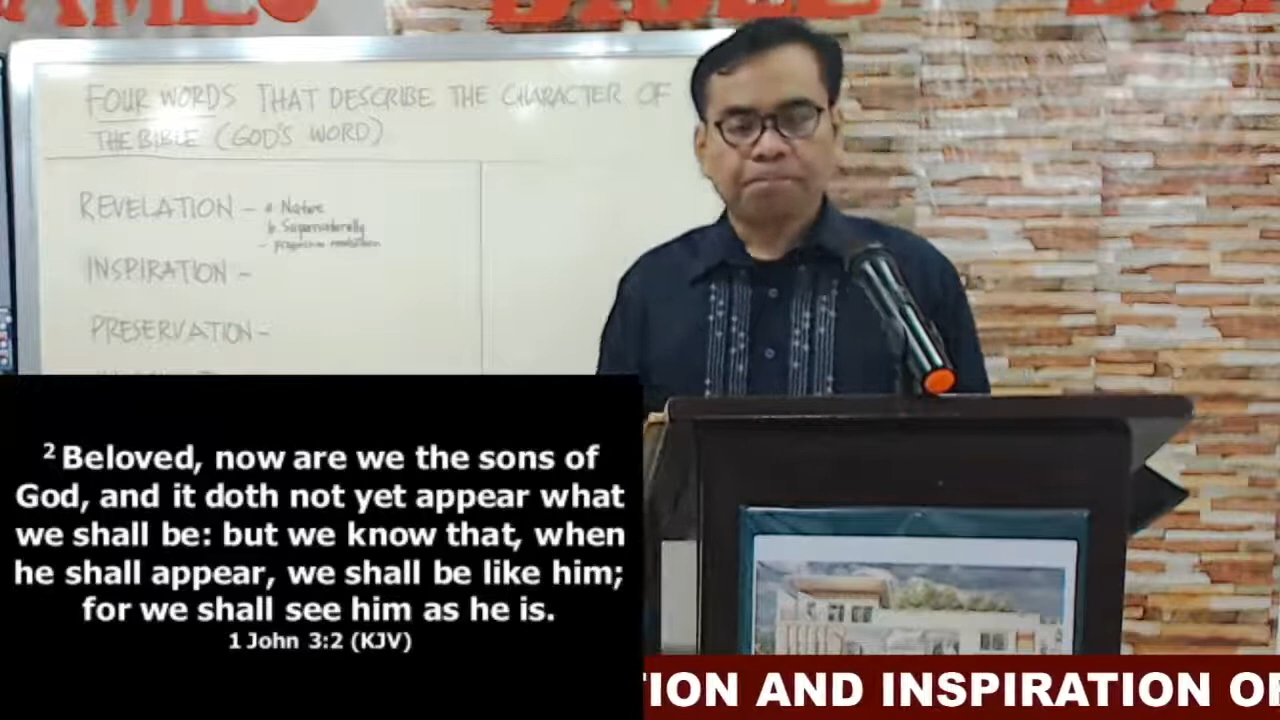 BIBLE
FOUR WORDS THAT DESCRIBE THE CHARACTER OF
THE BIBLE (GOD'S WORD)
REVELATION - a. Nature
b. Supernaturally
- progressive revelation
INSPIRATION -
PRESERVATION -
2 Beloved, now are we the sons of
God, and it doth not yet appear what
we shall be: but we know that, when
he shall appear, we shall be like him;
for we shall see him as he is.
1 John 3:2 (KJV)
TION AND INSPIRATION OF